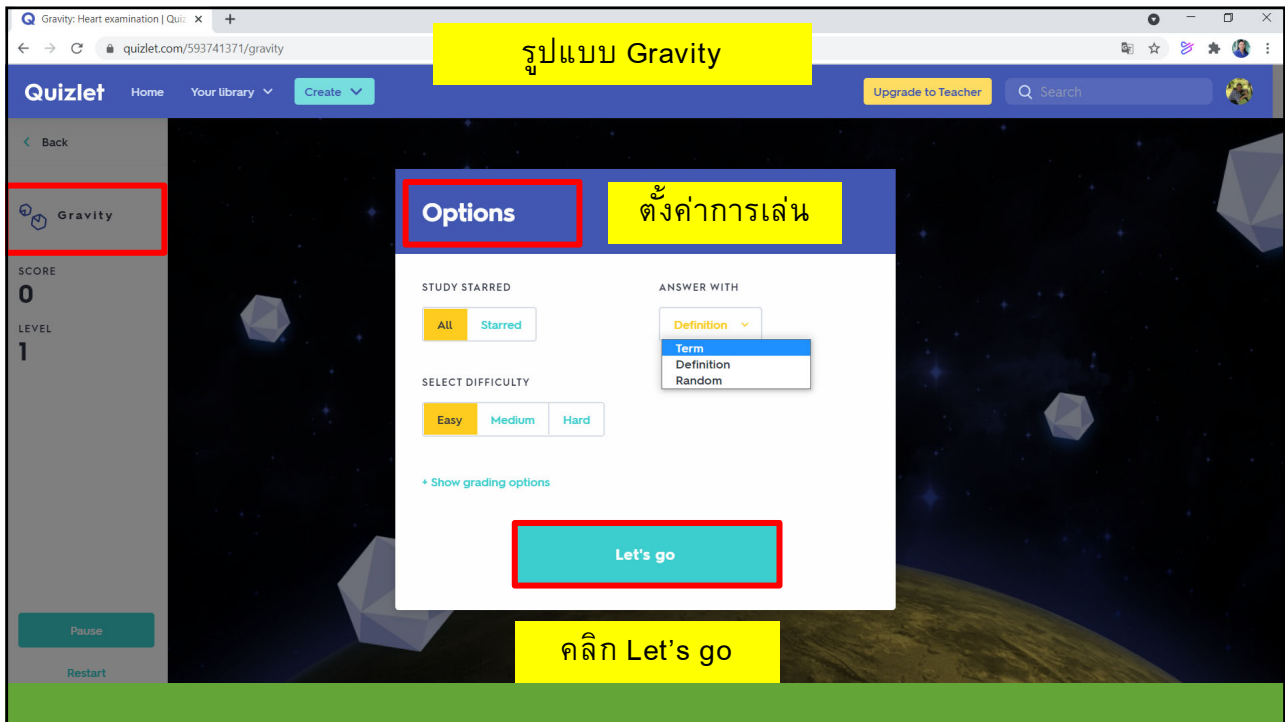 Gravity: Heart examination | Quiz
quizlet.com/593741371/gravity
รูปแบบ Gravity
Quizlet Home Your library Create Upgrade to Teacher Search
Back
Gravity
Options
ตั้งค่าการเล่น
SCORE
0
LEVEL
1
STUDY STARRED ANSWER WITH
All Starred Definition
Term
Definition
Random
SELECT DIFFICULTY
Easy Medium Hard
+ Show grading options
Let's go
Pause
คลิก Let’s go
Restart